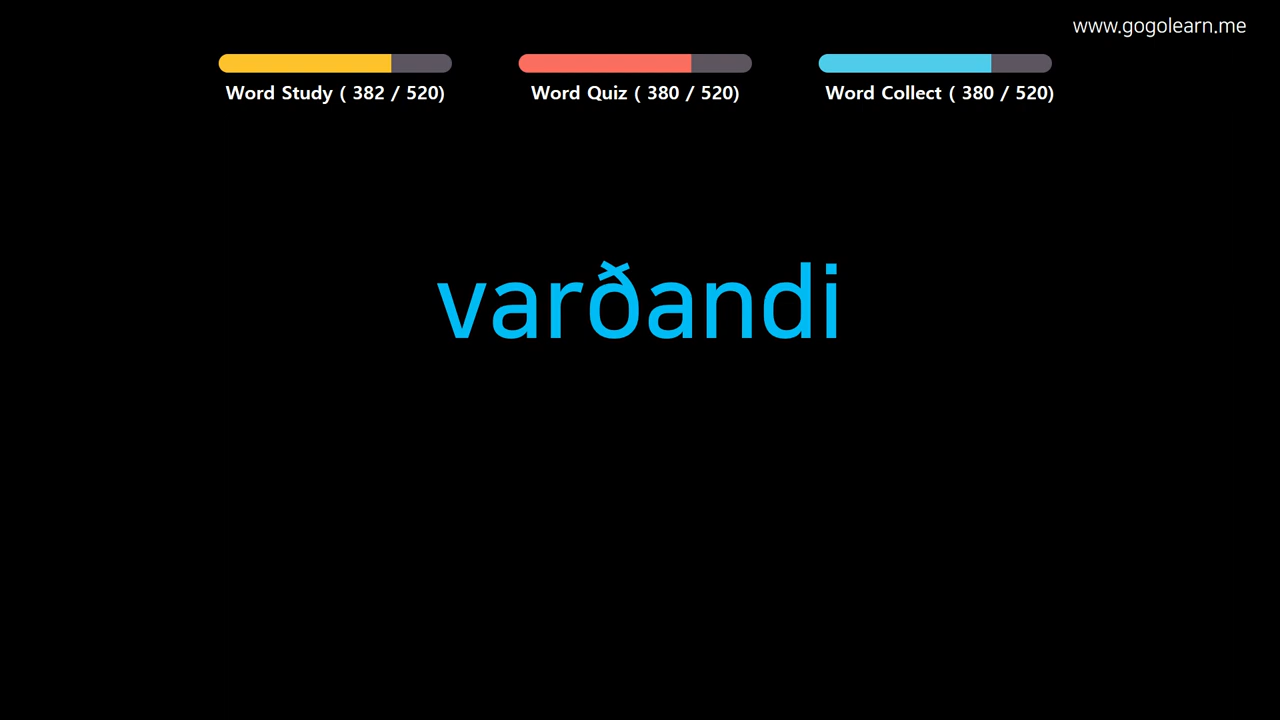 www.gogolearn.me
Word Study ( 382 / 520)
Word Quiz ( 380 / 520)
Word Collect ( 380 / 520)
varðandi